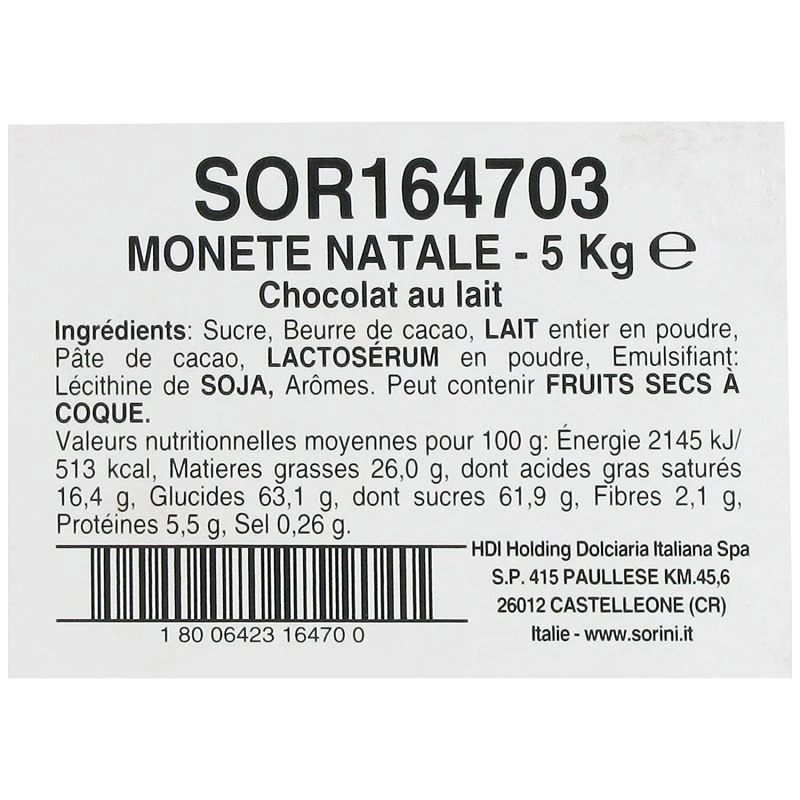 SOR164703
MONETE NATALE - 5 Kg ℮
Chocolat au lait
Ingrédients: Sucre, Beurre de cacao, LAIT entier en poudre,
Pâte de cacao, LACTOSÉRUM en poudre, Emulsifiant:
Lécithine de SOJA, Arômes. Peut contenir FRUITS SECS À
COQUE.
Valeurs nutritionnelles moyennes pour 100 g: Énergie 2145 kJ/
513 kcal, Matieres grasses 26,0 g, dont acides gras saturés
16,4 g, Glucides 63,1 g, dont sucres 61,9 g, Fibres 2,1 g,
Protéines 5,5 g, Sel 0,26 g.
HDI Holding Dolciaria Italiana Spa
S.P. 415 PAULLESE KM.45,6
26012 CASTELLEONE (CR)
Italie - www.sorini.it
1 80 06423 16470 0